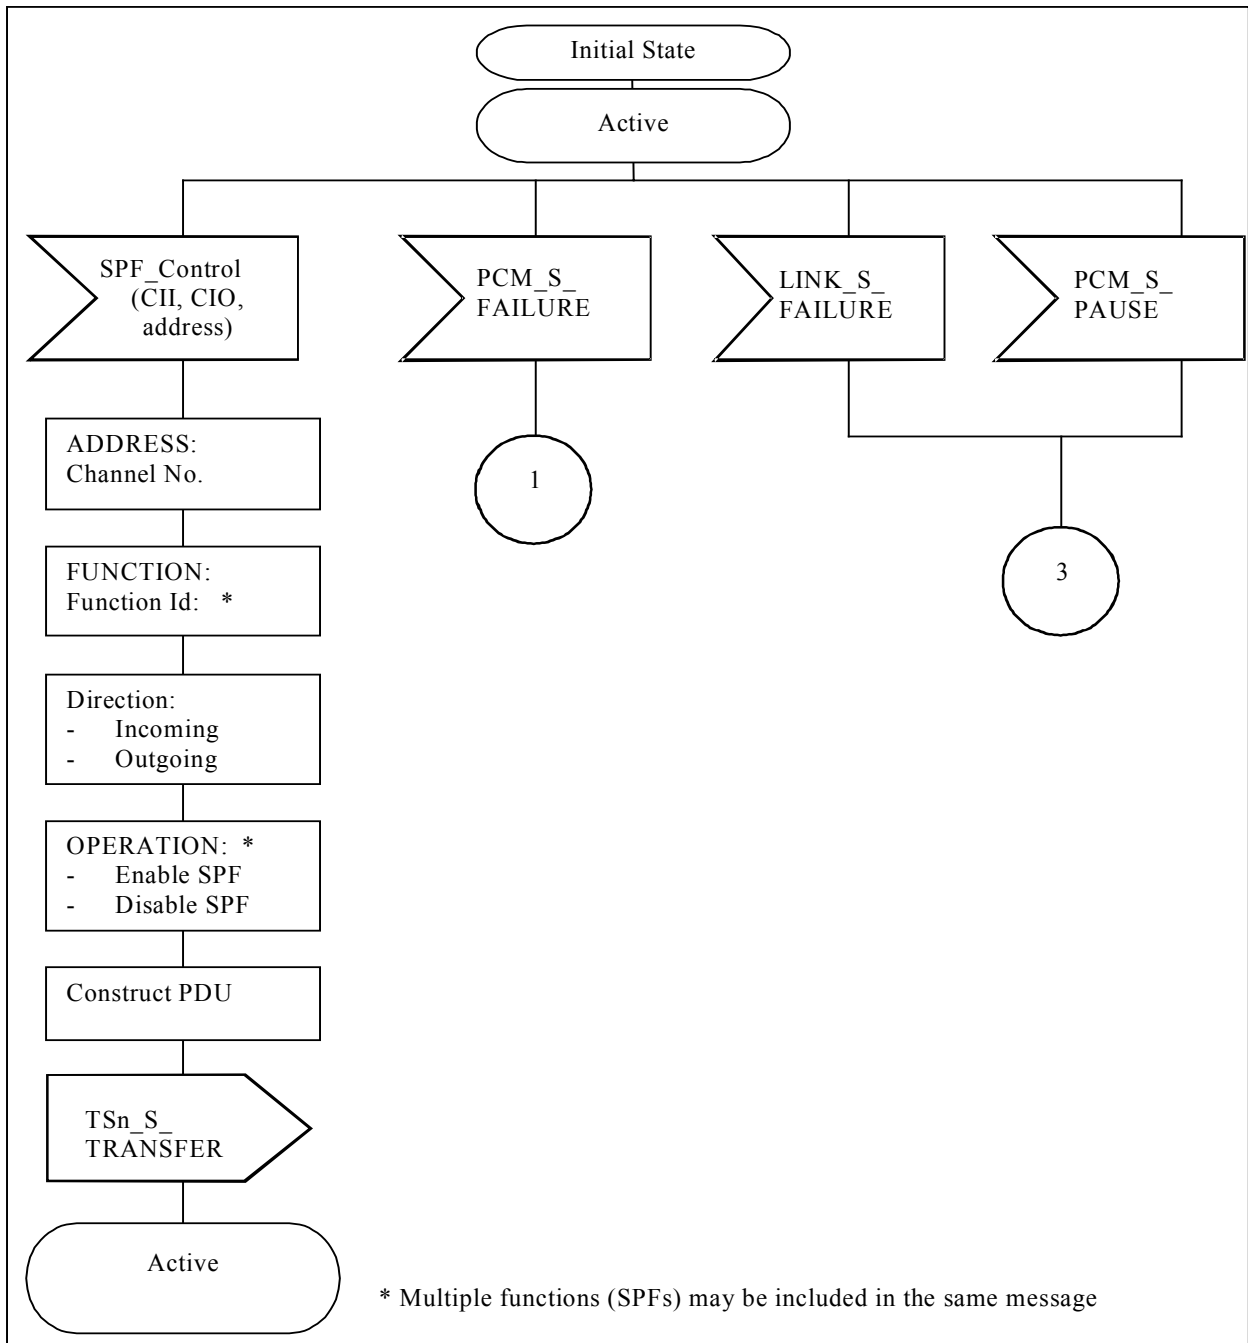 Initial State
Active
SPF_Control
(CII, CIO,
address)
PCM_S_
FAILURE
LINK_S_
FAILURE
PCM_S_
PAUSE
ADDRESS:
Channel No.
1
FUNCTION:
Function Id: *
3
Direction:
- Incoming
- Outgoing
OPERATION: *
- Enable SPF
- Disable SPF
Construct PDU
TSn_S_
TRANSFER
Active
* Multiple functions (SPFs) may be included in the same message